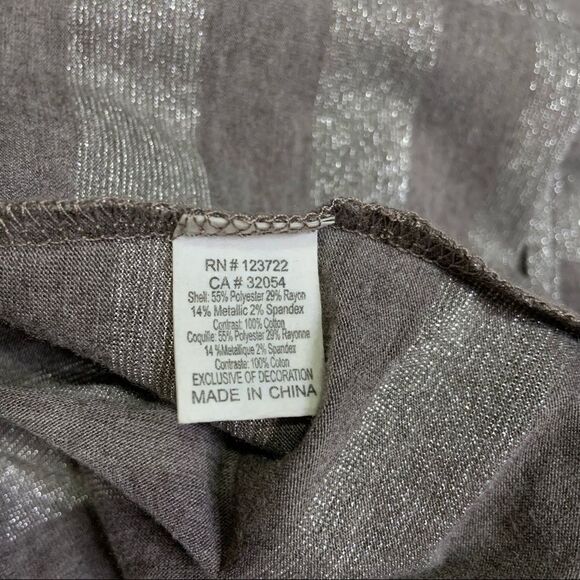 RN # 123722
CA # 32054
Shell: 55% Polyester 29% Rayon
14% Metallic 2% Spandex
Contrast: 100% Cotton
Coquille: 55% Polyester 29% Rayonne
14 % Metallique 2% Spandex
Contraste: 100% Coton
EXCLUSIVE OF DECORATION
MADE IN CHINA